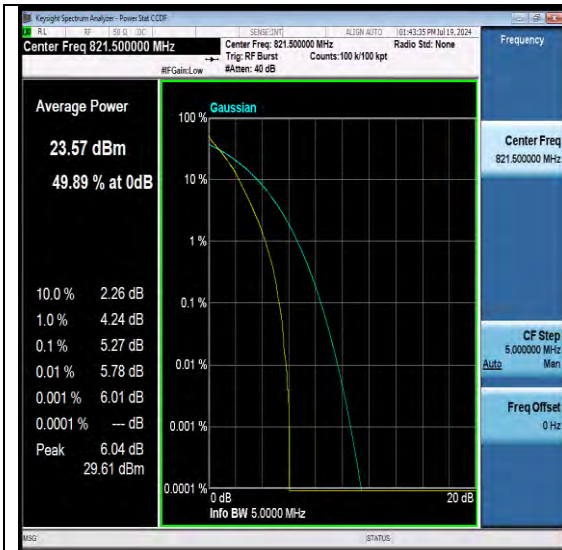 Keysight Spectrum Analyzer - Power Stat CCDF
RL RF 50 Ω DC SENSE:INT ALIGN AUTO 01:43:35 PM Jul 19, 2024
Center Freq 821.500000 MHz
Center Freq: 821.500000 MHz Radio Std: None
Trig: RF Burst Counts:100 k/100 kpt
#IFGain:Low #Atten: 40 dB
Frequency
Average Power
23.57 dBm
49.89 % at 0dB
10.0 % 2.26 dB
1.0 % 4.24 dB
0.1 % 5.27 dB
0.01 % 5.78 dB
0.001 % 6.01 dB
0.0001 % --- dB
Peak 6.04 dB
29.61 dBm
Gaussian
100 %
10 %
1 %
0.1 %
0.01 %
0.001 %
0.0001 %
0 dB 20 dB
Info BW 5.0000 MHz
Center Freq
821.500000 MHz
CF Step
5.000000 MHz
Auto Man
Freq Offset
0 Hz
MSG STATUS